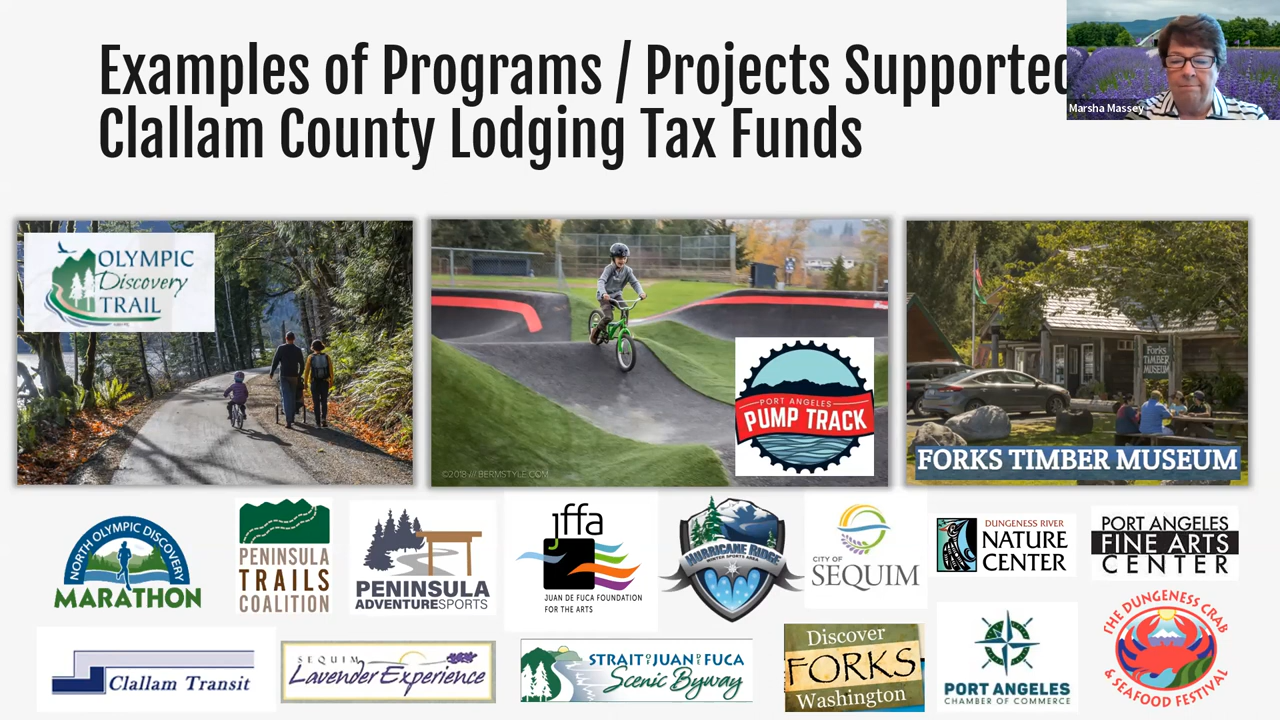 Examples of Programs / Projects Supported
Clallam County Lodging Tax Funds
Marsha Massey
OLYMPIC
Discovery
TRAIL
PORT ANGELES
PUMP TRACK
©2018 /// BERMSTYLE.COM
Forks
TIMBER
MUSEUM
FORKS TIMBER MUSEUM
NORTH OLYMPIC DISCOVERY
MARATHON
PENINSULA
TRAILS
COALITION
PENINSULA
ADVENTURESPORTS
jffa
JUAN DE FUCA FOUNDATION
FOR THE ARTS
HURRICANE RIDGE
WINTER SPORTS AREA
CITY OF
SEQUIM
DUNGENESS RIVER
NATURE
CENTER
PORT ANGELES
FINE ARTS
CENTER
Clallam Transit
SEQUIM
Lavender Experience
STRAIT OF JUAN DE FUCA
Scenic Byway
Discover
FORKS
Washington
PORT ANGELES
CHAMBER OF COMMERCE
THE DUNGENESS CRAB
& SEAFOOD FESTIVAL